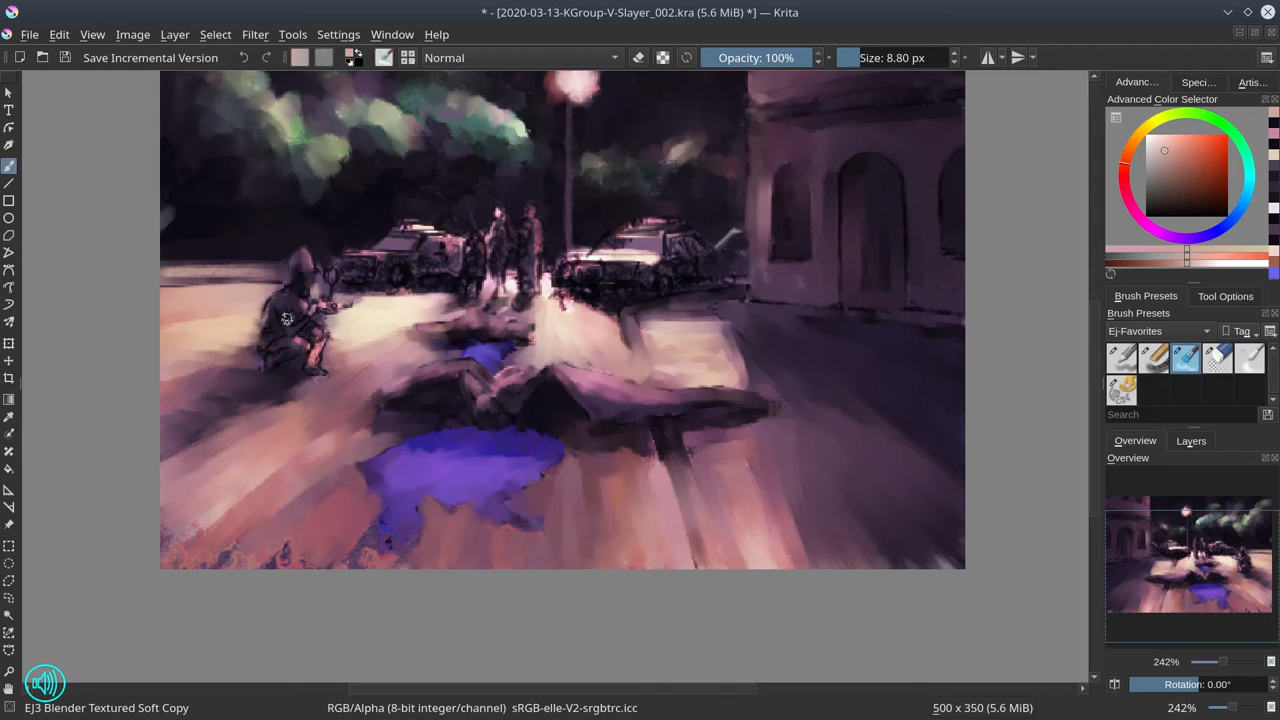 * - [2020-03-13-KGroup-V-Slayer_002.kra (5.6 MiB) *] — Krita
File Edit View Image Layer Select Filter Tools Settings Window Help
Save Incremental Version Normal Opacity: 100% Size: 8.80 px
Advanc... Speci... Artis...
Advanced Color Selector
Brush Presets Tool Options
Brush Presets
Ej-Favorites Tag
Search
Overview Layers
Overview
242%
Rotation: 0.00°
EJ3 Blender Textured Soft Copy RGB/Alpha (8-bit integer/channel) sRGB-elle-V2-srgbtrc.icc 500 x 350 (5.6 MiB) 242%